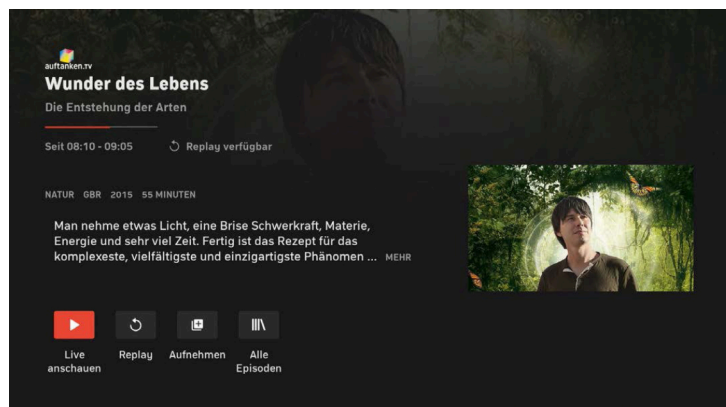 auftanken.TV
Wunder des Lebens
Die Entstehung der Arten
Seit 08:10 - 09:05 Replay verfügbar
NATUR GBR 2015 55 MINUTEN
Man nehme etwas Licht, eine Brise Schwerkraft, Materie,
Energie und sehr viel Zeit. Fertig ist das Rezept für das
komplexeste, vielfältigste und einzigartigste Phänomen ... MEHR
Live anschauen
Replay
Aufnehmen
Alle Episoden